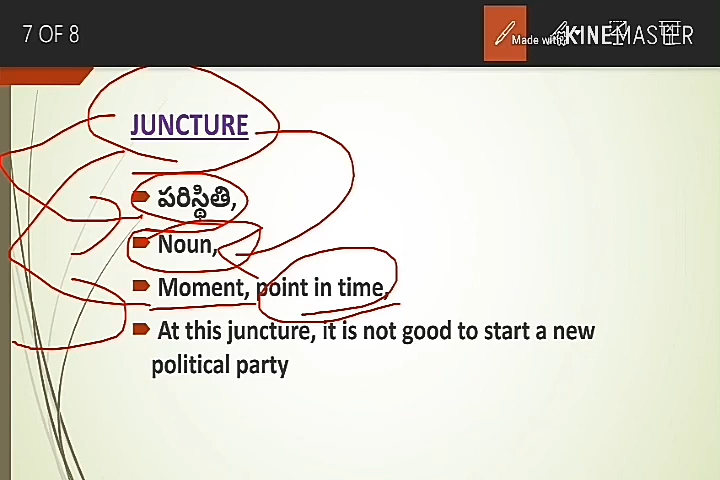 7 OF 8
Made with KINEMASTER
JUNCTURE
పరిస్థితి,
Noun,
Moment, point in time,
At this juncture, it is not good to start a new
political party